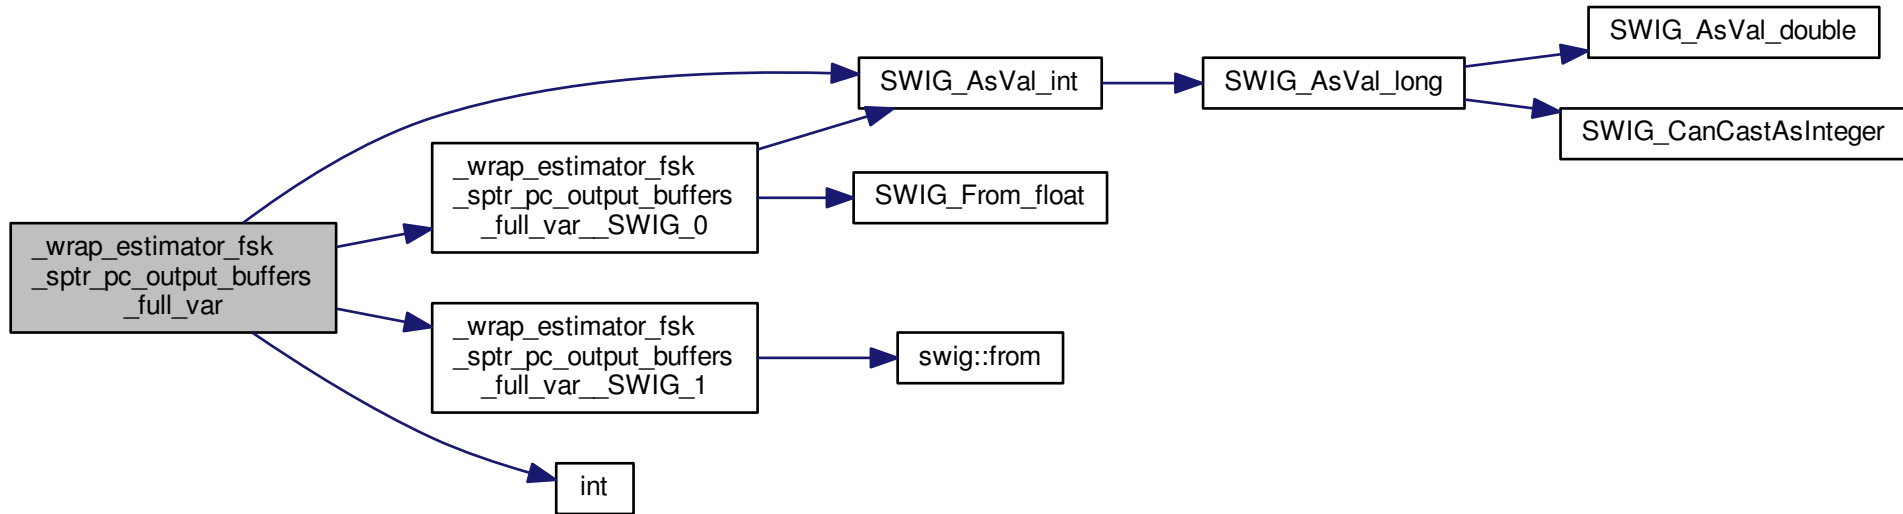 _wrap_estimator_fsk
_sptr_pc_output_buffers
_full_var
_wrap_estimator_fsk
_sptr_pc_output_buffers
_full_var__SWIG_0
_wrap_estimator_fsk
_sptr_pc_output_buffers
_full_var__SWIG_1
int
SWIG_AsVal_int
SWIG_From_float
swig::from
SWIG_AsVal_long
SWIG_AsVal_double
SWIG_CanCastAsInteger